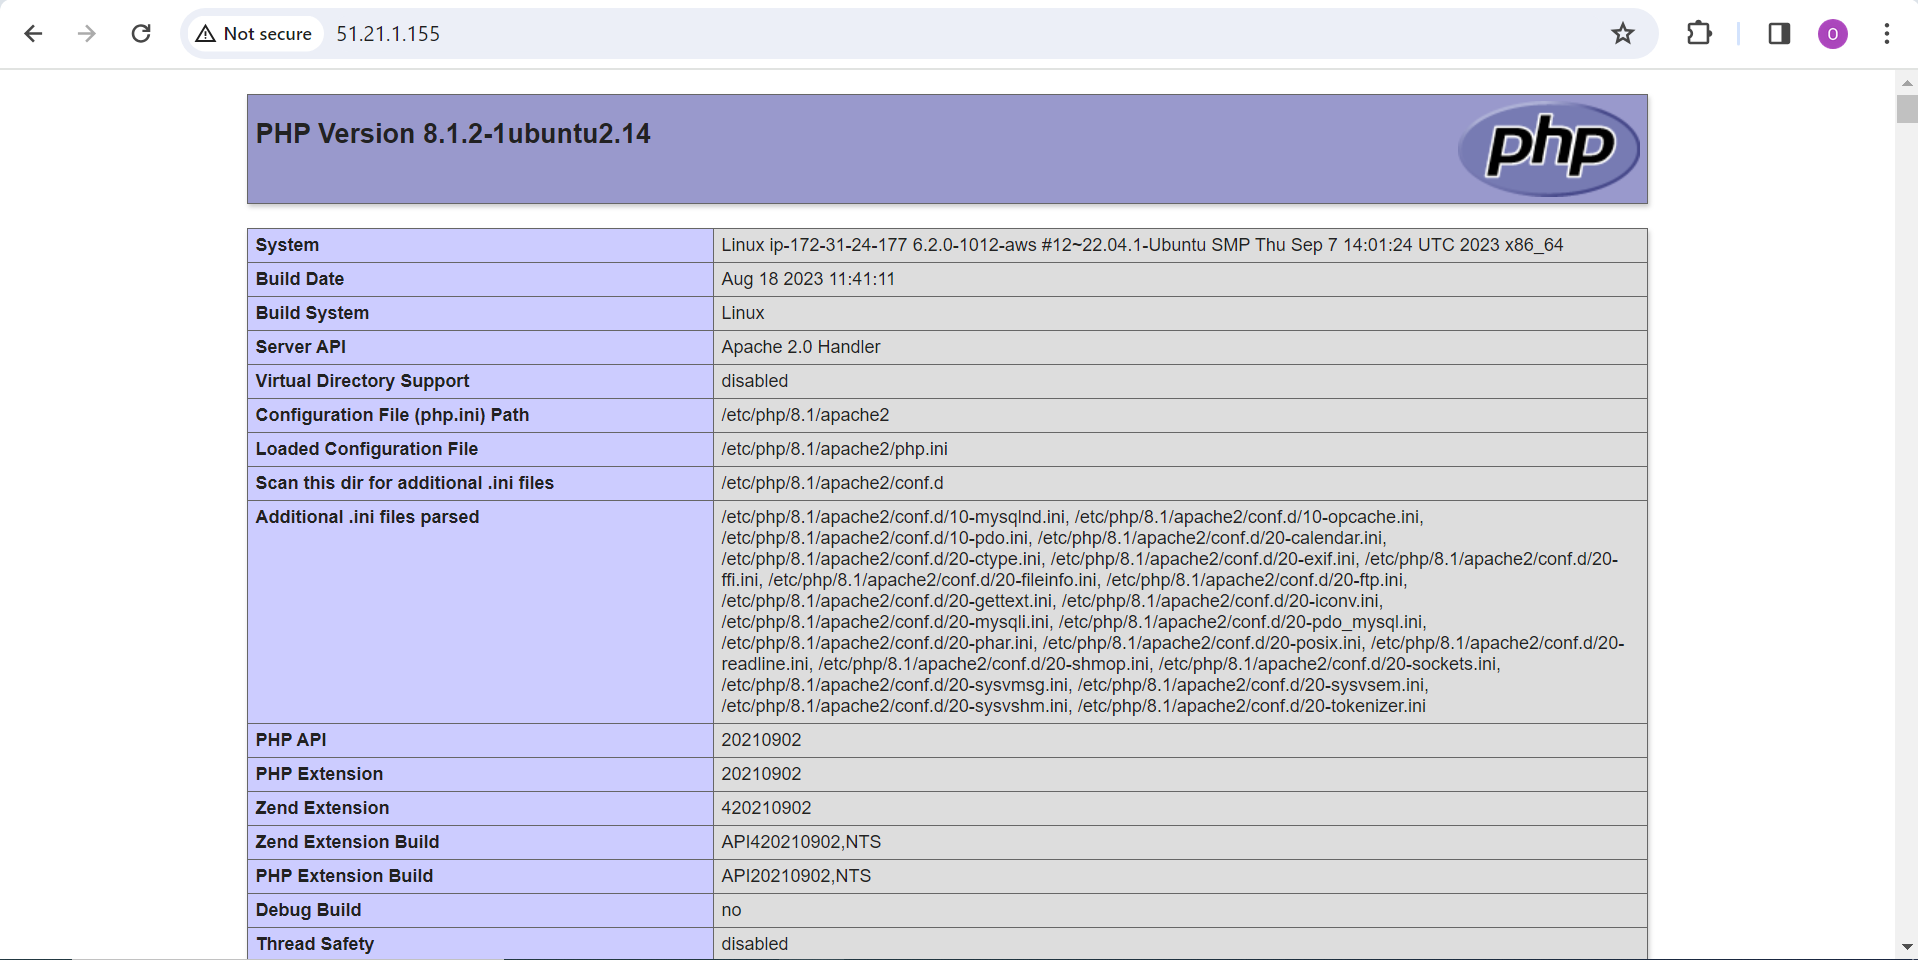 Not secure 51.21.1.155 O
PHP Version 8.1.2-1ubuntu2.14 php
System Linux ip-172-31-24-177 6.2.0-1012-aws #12~22.04.1-Ubuntu SMP Thu Sep 7 14:01:24 UTC 2023 x86_64
Build Date Aug 18 2023 11:41:11
Build System Linux
Server API Apache 2.0 Handler
Virtual Directory Support disabled
Configuration File (php.ini) Path /etc/php/8.1/apache2
Loaded Configuration File /etc/php/8.1/apache2/php.ini
Scan this dir for additional .ini files /etc/php/8.1/apache2/conf.d
Additional .ini files parsed /etc/php/8.1/apache2/conf.d/10-mysqlnd.ini, /etc/php/8.1/apache2/conf.d/10-opcache.ini,
/etc/php/8.1/apache2/conf.d/10-pdo.ini, /etc/php/8.1/apache2/conf.d/20-calendar.ini,
/etc/php/8.1/apache2/conf.d/20-ctype.ini, /etc/php/8.1/apache2/conf.d/20-exif.ini, /etc/php/8.1/apache2/conf.d/20-
ffi.ini, /etc/php/8.1/apache2/conf.d/20-fileinfo.ini, /etc/php/8.1/apache2/conf.d/20-ftp.ini,
/etc/php/8.1/apache2/conf.d/20-gettext.ini, /etc/php/8.1/apache2/conf.d/20-iconv.ini,
/etc/php/8.1/apache2/conf.d/20-mysqli.ini, /etc/php/8.1/apache2/conf.d/20-pdo_mysql.ini,
/etc/php/8.1/apache2/conf.d/20-phar.ini, /etc/php/8.1/apache2/conf.d/20-posix.ini, /etc/php/8.1/apache2/conf.d/20-
readline.ini, /etc/php/8.1/apache2/conf.d/20-shmop.ini, /etc/php/8.1/apache2/conf.d/20-sockets.ini,
/etc/php/8.1/apache2/conf.d/20-sysvmsg.ini, /etc/php/8.1/apache2/conf.d/20-sysvsem.ini,
/etc/php/8.1/apache2/conf.d/20-sysvshm.ini, /etc/php/8.1/apache2/conf.d/20-tokenizer.ini
PHP API 20210902
PHP Extension 20210902
Zend Extension 420210902
Zend Extension Build API420210902,NTS
PHP Extension Build API20210902,NTS
Debug Build no
Thread Safety disabled